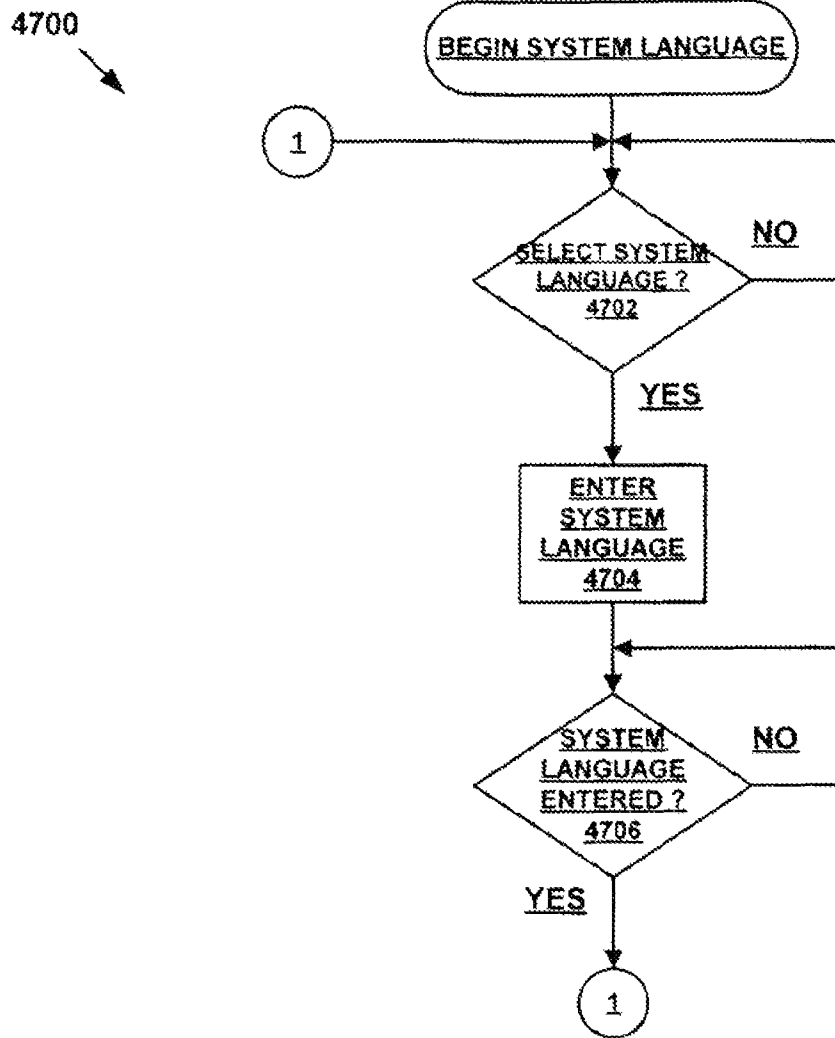 4700
BEGIN SYSTEM LANGUAGE
1
SELECT SYSTEM
LANGUAGE ?
4702
NO
YES
ENTER
SYSTEM
LANGUAGE
4704
SYSTEM
LANGUAGE
ENTERED ?
4706
NO
YES
1